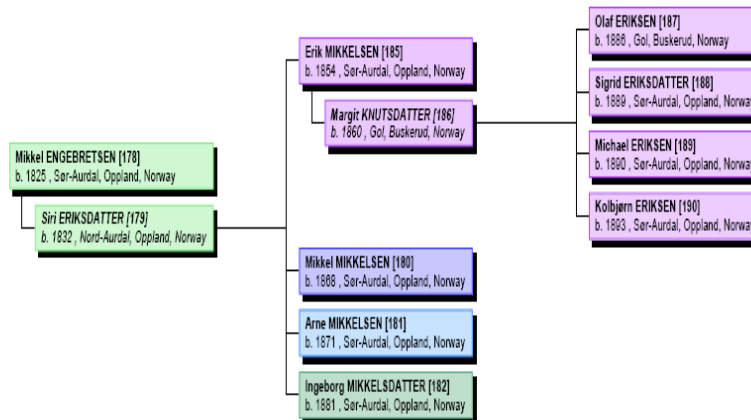 Mikkel ENGEBRETSEN [178]
b. 1825 , Sør-Aurdal, Oppland, Norway
Siri ERIKSDATTER [179]
b. 1832 , Nord-Aurdal, Oppland, Norway
Erik MIKKELSEN [185]
b. 1854 , Sør-Aurdal, Oppland, Norway
Margit KNUTSDATTER [186]
b. 1860 , Gol, Buskerud, Norway
Olaf ERIKSEN [187]
b. 1886 , Gol, Buskerud, Norway
Sigrid ERIKSDATTER [188]
b. 1889 , Sør-Aurdal, Oppland, Norway
Michael ERIKSEN [189]
b. 1890 , Sør-Aurdal, Oppland, Norway
Kolbjørn ERIKSEN [190]
b. 1893 , Sør-Aurdal, Oppland, Norway
Mikkel MIKKELSEN [180]
b. 1868 , Sør-Aurdal, Oppland, Norway
Arne MIKKELSEN [181]
b. 1871 , Sør-Aurdal, Oppland, Norway
Ingeborg MIKKELSDATTER [182]
b. 1881 , Sør-Aurdal, Oppland, Norway